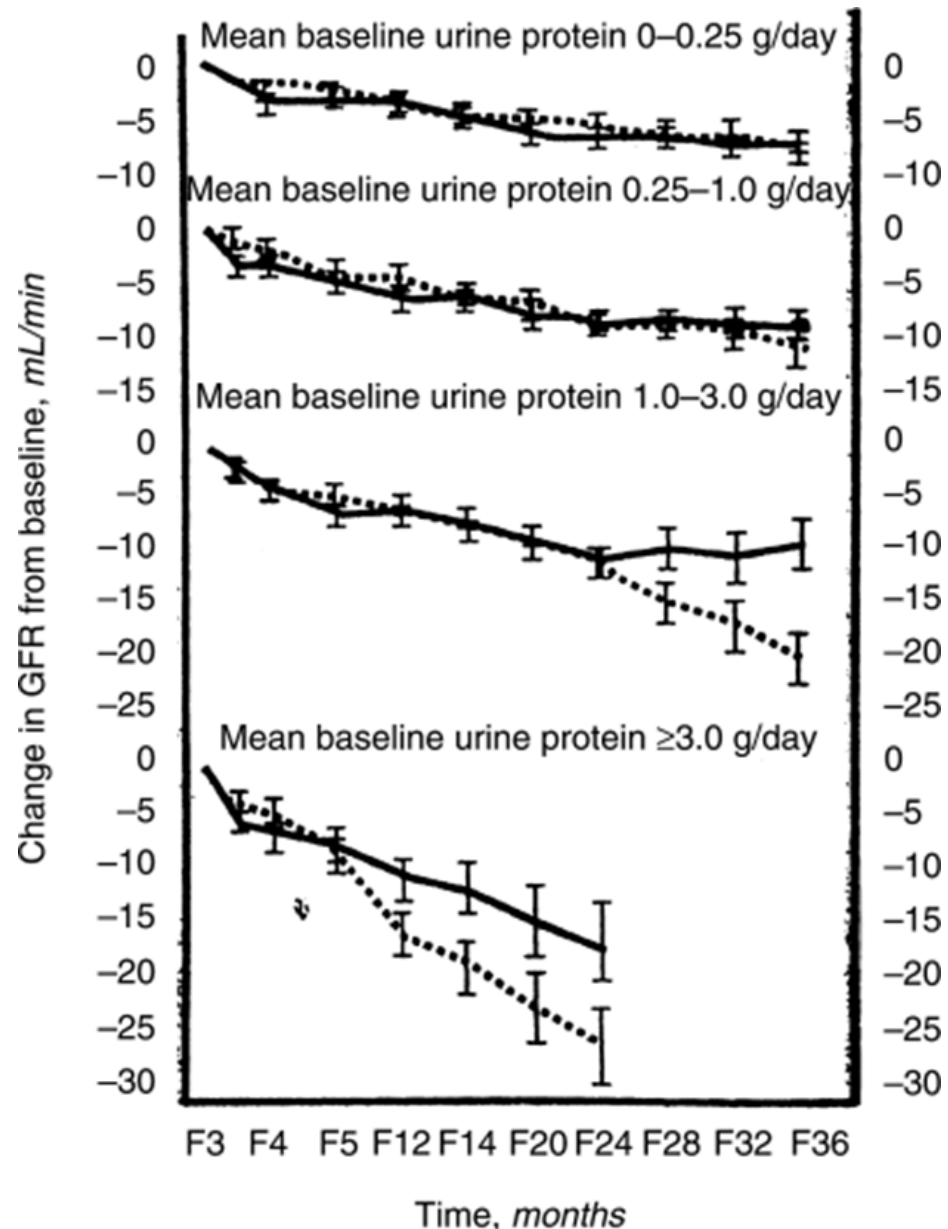 Mean baseline urine protein 0–0.25 g/day
0 0
–5 –5
–10 –10
Mean baseline urine protein 0.25–1.0 g/day
0 0
–5 –5
–10 –10
–15 –15
Mean baseline urine protein 1.0–3.0 g/day
0 0
–5 –5
–10 –10
–15 –15
–20 –20
–25 –25
Mean baseline urine protein ≥3.0 g/day
0 0
–5 –5
–10 –10
–15 –15
–20 –20
–25 –25
–30 –30
Change in GFR from baseline, mL/min
F3 F4 F5 F12 F14 F20 F24 F28 F32 F36
Time, months